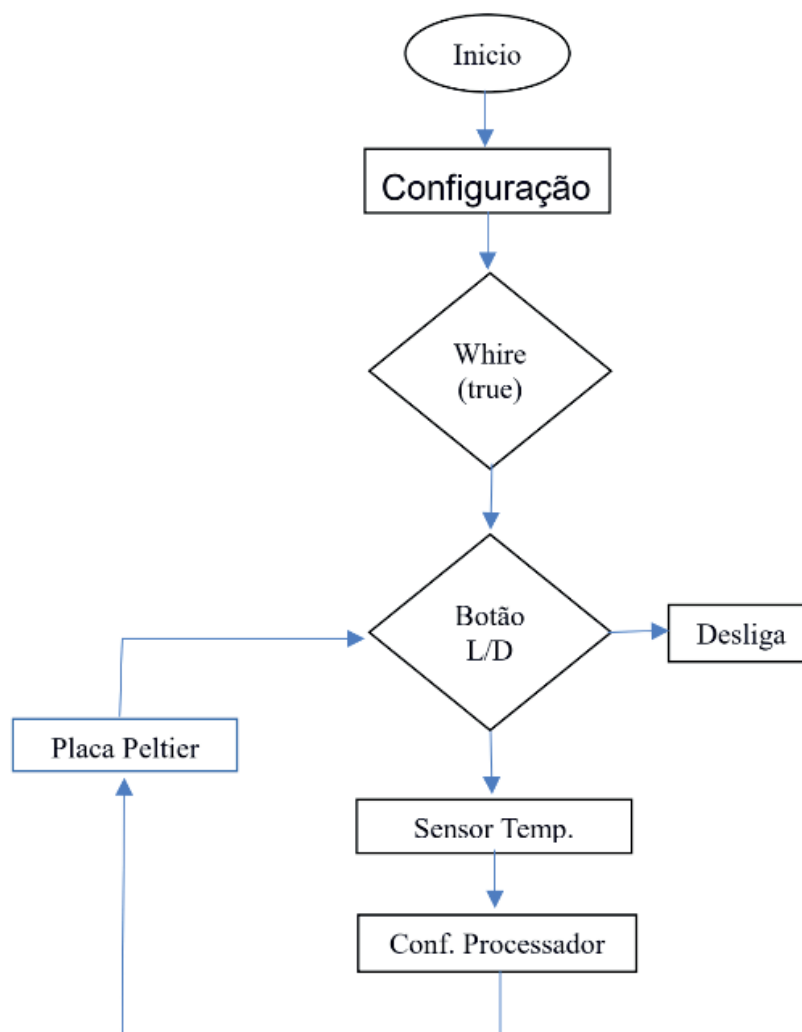 Inicio
Configuração
Whire
(true)
Botão
L/D
Desliga
Placa Peltier
Sensor Temp.
Conf. Processador